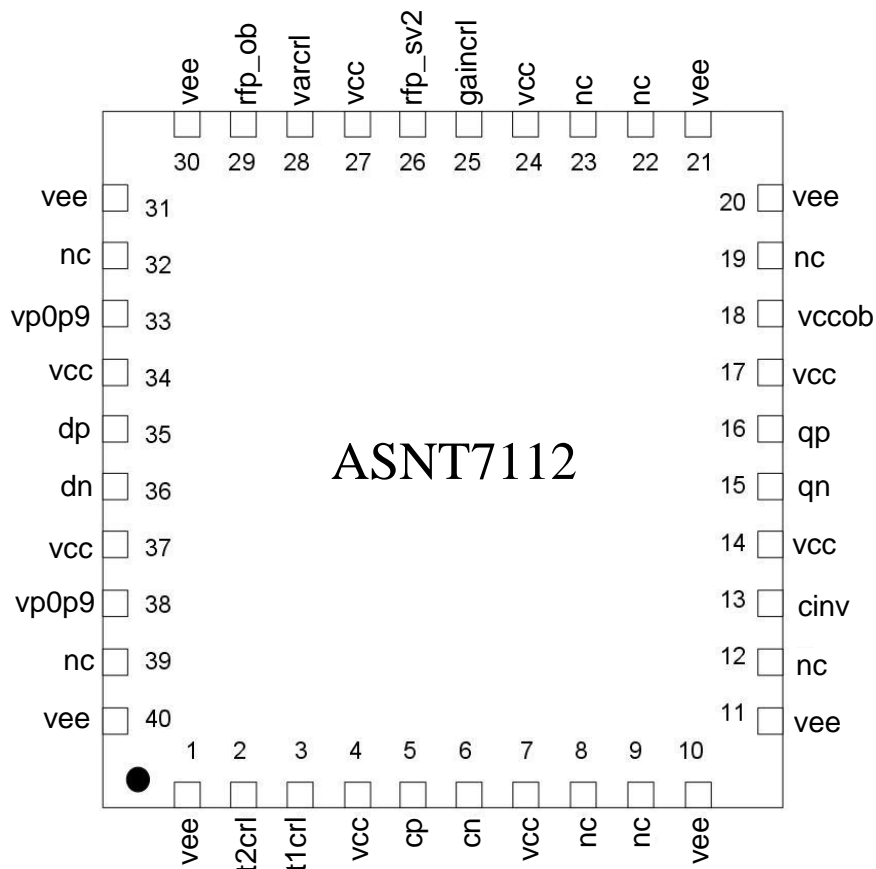 vee rfp_ob varcrl vcc rfp_sv2 gaincrl vcc nc nc vee
30 29 28 27 26 25 24 23 22 21
vee 31 20 vee
nc 32 19 nc
vp0p9 33 18 vccob
vcc 34 17 vcc
dp 35 16 qp
ASNT7112
dn 36 15 qn
vcc 37 14 vcc
vp0p9 38 13 cinv
nc 39 12 nc
vee 40 11 vee
1 2 3 4 5 6 7 8 9 10
vee t2crl t1crl vcc cp cn vcc nc nc vee